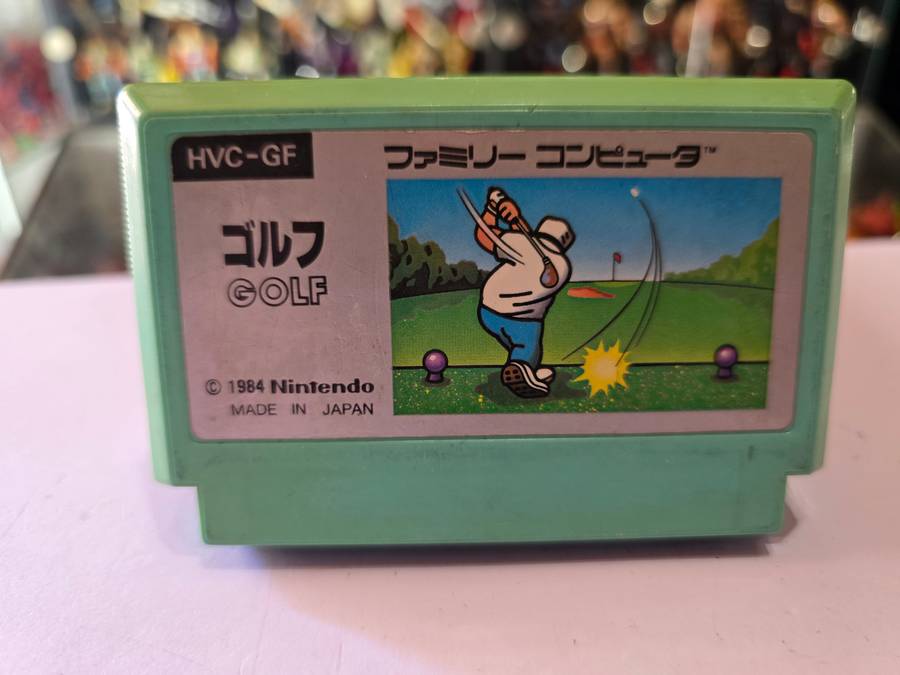 HVC-GF
ファミリー コンピュータ™
ゴルフ
GOLF
© 1984 Nintendo
MADE IN JAPAN